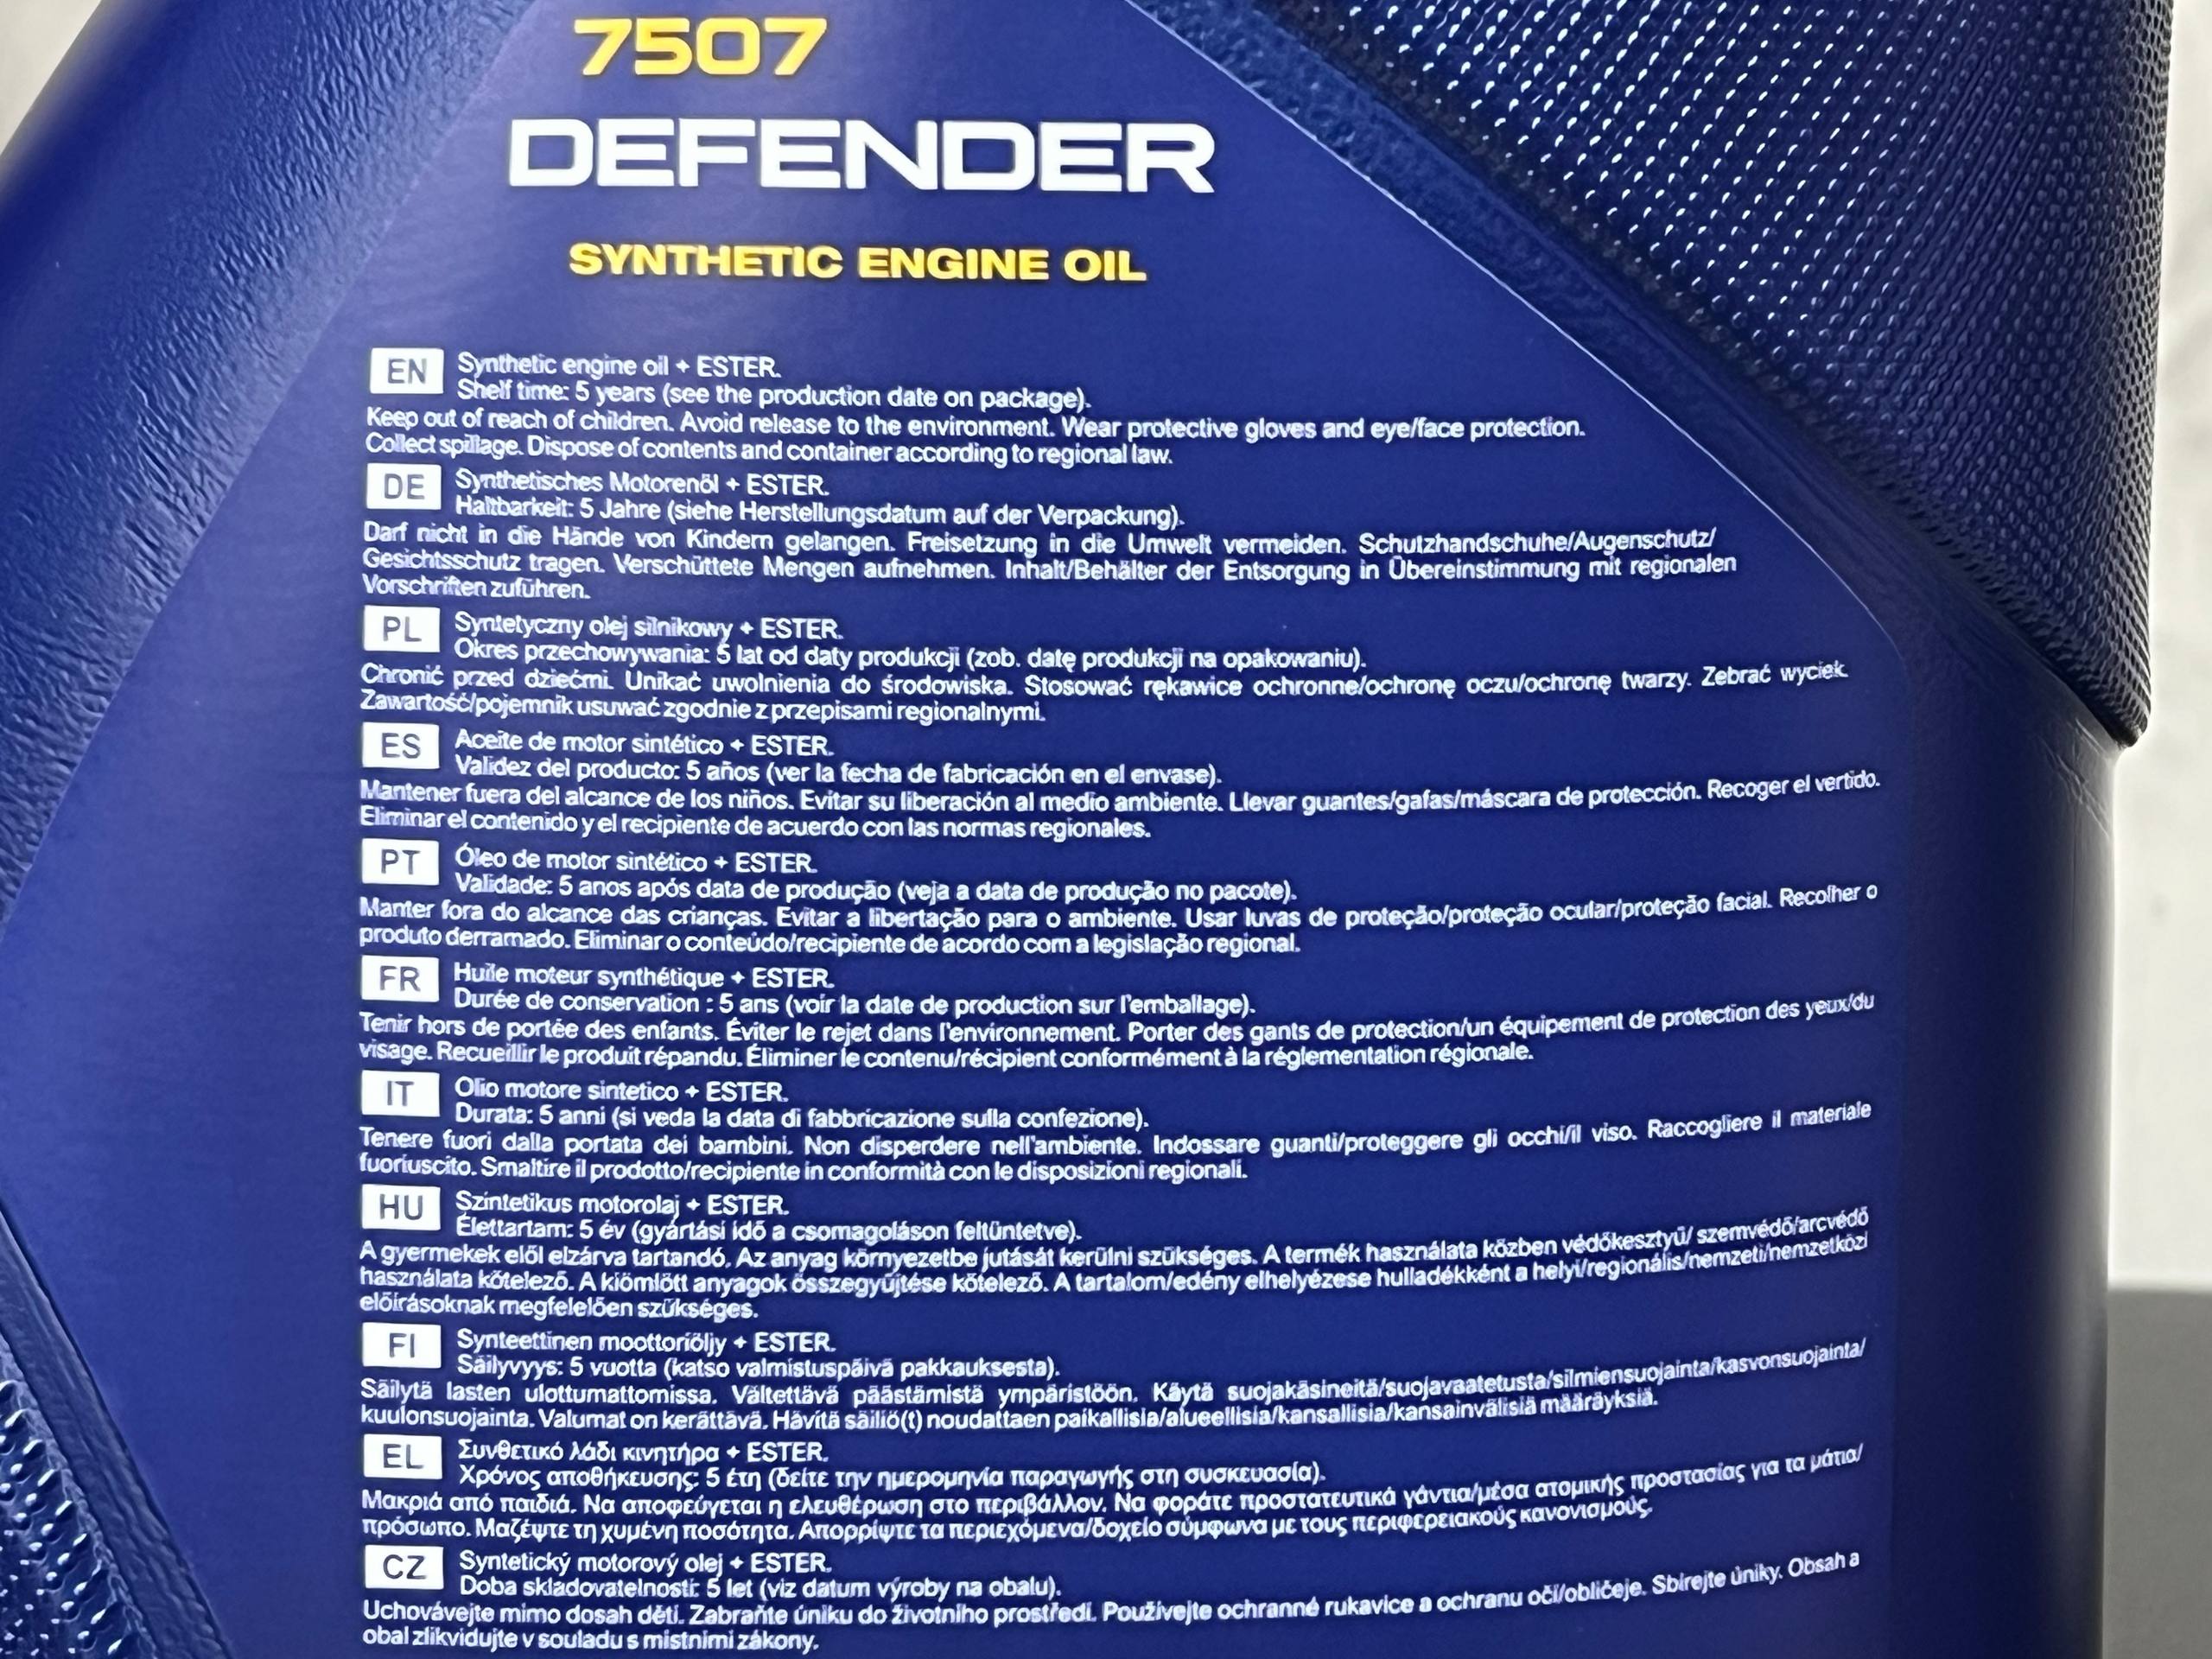 7507
DEFENDER
SYNTHETIC ENGINE OIL
EN Synthetic engine oil + ESTER.
Shelf time: 5 years (see the production date on package).
Keep out of reach of children. Avoid release to the environment. Wear protective gloves and eye/face protection.
Collect spillage. Dispose of contents and container according to regional law.
DE Synthetisches Motorenöl + ESTER.
Haltbarkeit: 5 Jahre (siehe Herstellungsdatum auf der Verpackung).
Darf nicht in die Hände von Kindern gelangen. Freisetzung in die Umwelt vermeiden. Schutzhandschuhe/Augenschutz/
Gesichtsschutz tragen. Verschüttete Mengen aufnehmen. Inhalt/Behälter der Entsorgung in Übereinstimmung mit regionalen
Vorschriften zuführen.
PL Syntetyczny olej silnikowy + ESTER.
Okres przechowywania: 5 lat od daty produkcji (zob. datę produkcji na opakowaniu).
Chronić przed dziećmi. Unikać uwolnienia do środowiska. Stosować rękawice ochronne/ochronę oczu/ochronę twarzy. Zebrać wyciek.
Zawartość/pojemnik usuwać zgodnie z przepisami regionalnymi.
ES Aceite de motor sintético + ESTER.
Validez del producto: 5 años (ver la fecha de fabricación en el envase).
Mantener fuera del alcance de los niños. Evitar su liberación al medio ambiente. Llevar guantes/gafas/máscara de protección. Recoger el vertido.
Eliminar el contenido y el recipiente de acuerdo con las normas regionales.
PT Óleo de motor sintético + ESTER.
Validade: 5 anos após data de produção (veja a data de produção no pacote).
Manter fora do alcance das crianças. Evitar a libertação para o ambiente. Usar luvas de proteção/proteção ocular/proteção facial. Recolher o
produto derramado. Eliminar o conteúdo/recipiente de acordo com a legislação regional.
FR Huile moteur synthétique + ESTER.
Durée de conservation : 5 ans (voir la date de production sur l'emballage).
Tenir hors de portée des enfants. Éviter le rejet dans l'environnement. Porter des gants de protection/un équipement de protection des yeux/du
visage. Recueillir le produit répandu. Éliminer le contenu/récipient conformément à la réglementation régionale.
IT Olio motore sintetico + ESTER.
Durata: 5 anni (si veda la data di fabbricazione sulla confezione).
Tenere fuori dalla portata dei bambini. Non disperdere nell'ambiente. Indossare guanti/proteggere gli occhi/il viso. Raccogliere il materiale
fuoriuscito. Smaltire il prodotto/recipiente in conformità con le disposizioni regionali.
HU Szintetikus motorolaj + ESTER.
Élettartam: 5 év (gyártási idő a csomagoláson feltüntetve).
A gyermekek elől elzárva tartandó. Az anyag környezetbe jutását kerülni szükséges. A termék használata közben védőkesztyű/ szemvédő/arcvédő
használata kötelező. A kiömlött anyagok összegyűjtése kötelező. A tartalom/edény elhelyézese hulladékként a helyi/regionális/nemzeti/nemzetközi
előírásoknak megfelelően szükséges.
FI Synteettinen moottoriöljy + ESTER.
Säilyvyys: 5 vuotta (katso valmistuspäivä pakkauksesta).
Säilytä lasten ulottumattomissa. Vältettävä päästämistä ympäristöön. Käytä suojakäsineitä/suojavaatetusta/silmiensuojainta/kasvonsuojainta/
kuulonsuojainta. Valumat on kerättävä. Hävitä säiliö(t) noudattaen paikallisia/alueellisia/kansallisia/kansainvälisiä määräyksiä.
EL Συνθετικό λάδι κινητήρα + ESTER.
Χρόνος αποθήκευσης: 5 έτη (δείτε την ημερομηνία παραγωγής στη συσκευασία).
Μακριά από παιδιά. Να αποφεύγεται η ελευθέρωση στο περιβάλλον. Να φοράτε προστατευτικά γάντια/μέσα ατομικής προστασίας για τα μάτια/
πρόσωπο. Μαζέψτε τη χυμένη ποσότητα. Απορρίψτε τα περιεχόμενα/δοχείο σύμφωνα με τους περιφερειακούς κανονισμούς.
CZ Syntetický motorový olej + ESTER.
Doba skladovatelnosti: 5 let (viz datum výroby na obalu).
Uchovávejte mimo dosah dětí. Zabraňte úniku do životního prostředí. Používejte ochranné rukavice a ochranu očí/obličeje. Sbírejte úniky. Obsah a
obal zlikvidujte v souladu s místními zákony.